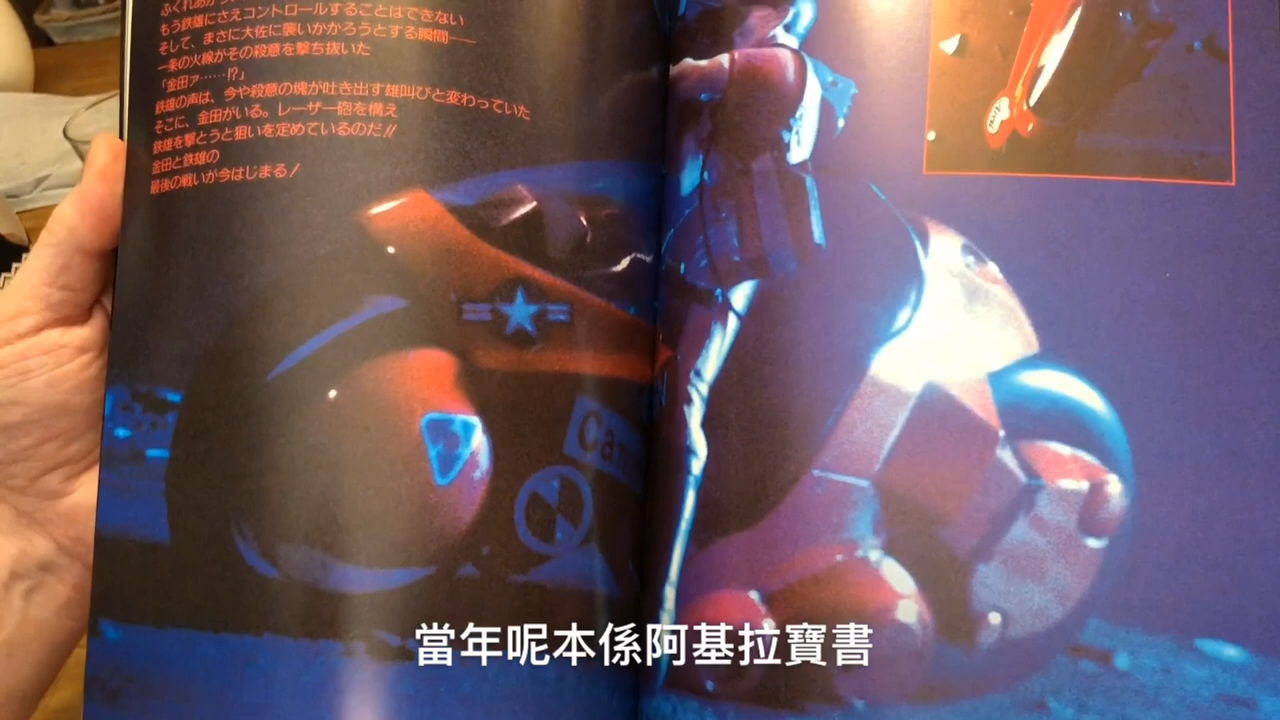 もう鉄雄にさえコントロールすることはできない
そして、まさに大佐に襲いかかろうとする瞬間――
一条の火線がその殺意を撃ち抜いた
「金田ァ……!?」
鉄雄の声は、今や殺意の塊が吐き出す雄叫びと変わっていた
そこに、金田がいる。レーザー砲を構え
鉄雄を撃とうと狙いを定めているのだ!!
金田と鉄雄の
最後の戦いが今はじまる!
當年呢本係阿基拉寶書